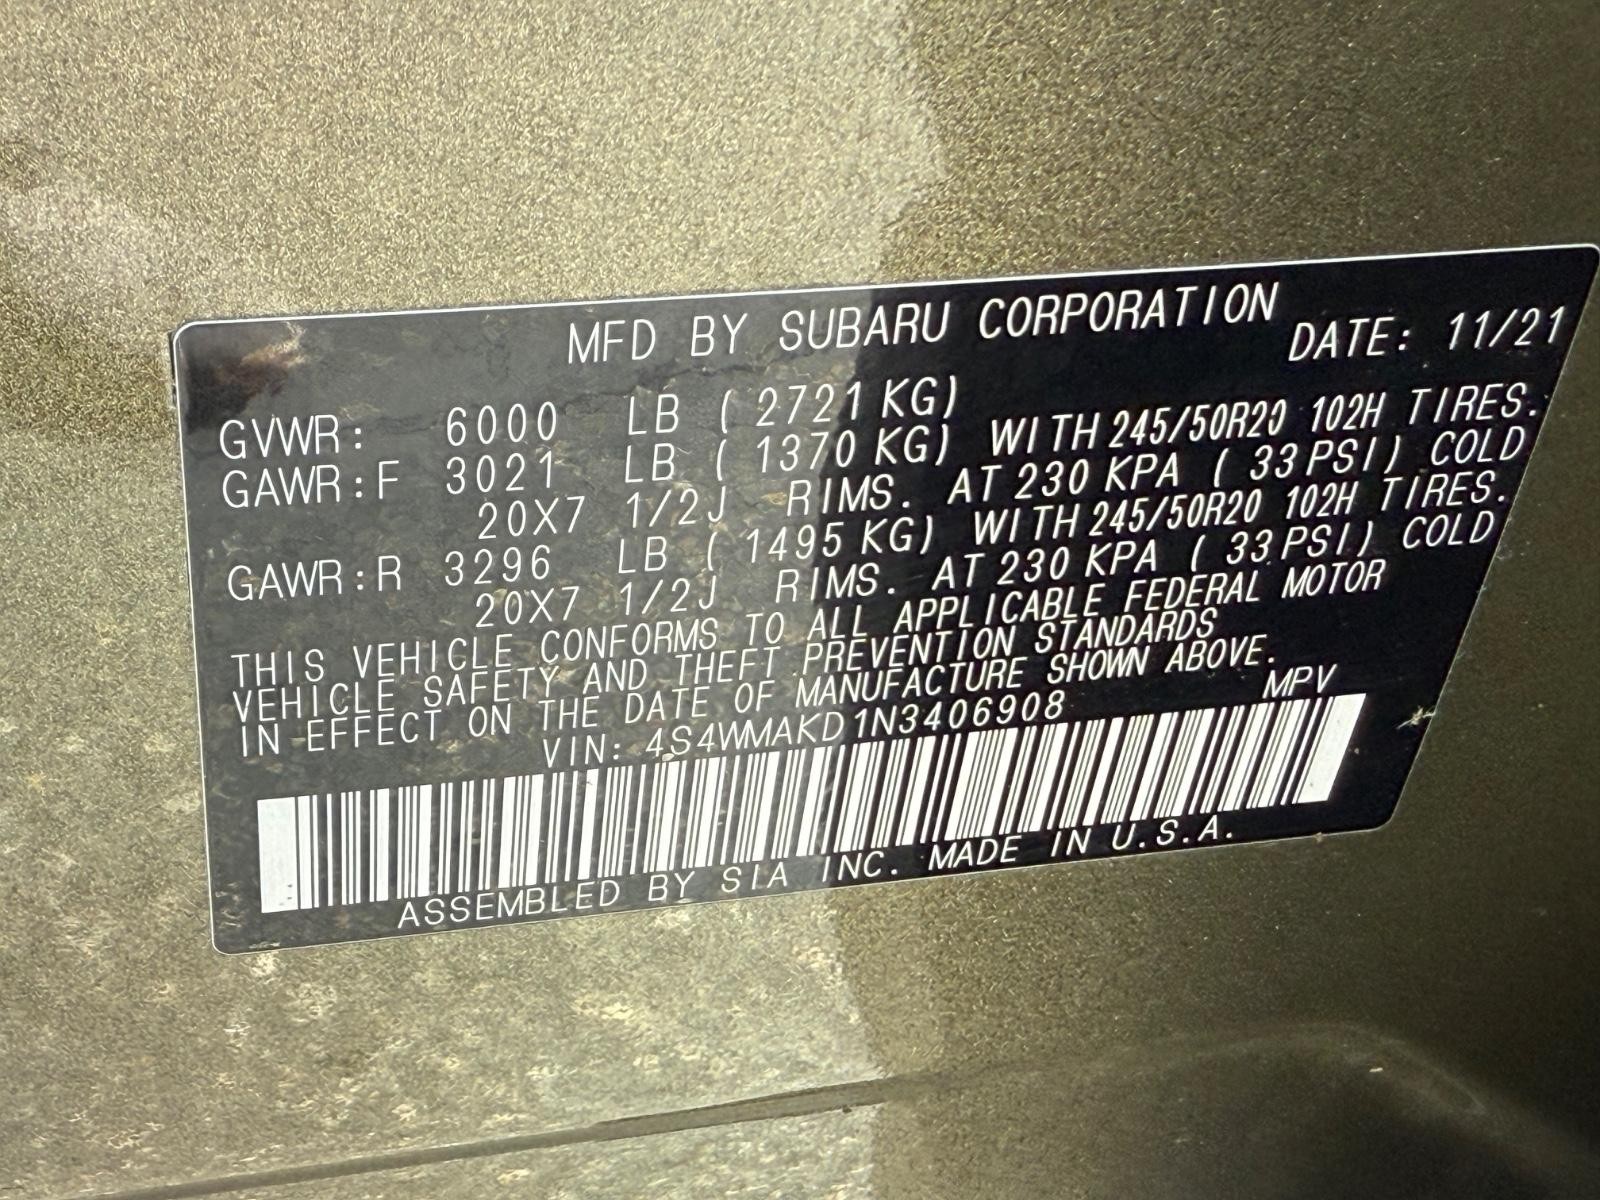 MFD BY SUBARU CORPORATION
DATE: 11/21
GVWR: 6000 LB ( 2721 KG)
GAWR:F 3021 LB ( 1370 KG) WITH 245/50R20 102H TIRES.
20X7 1/2J RIMS. AT 230 KPA ( 33PSI) COLD
GAWR:R 3296 LB ( 1495 KG) WITH 245/50R20 102H TIRES.
20X7 1/2J RIMS. AT 230 KPA ( 33PSI) COLD
THIS VEHICLE CONFORMS TO ALL APPLICABLE FEDERAL MOTOR
VEHICLE SAFETY AND THEFT PREVENTION STANDARDS
IN EFFECT ON THE DATE OF MANUFACTURE SHOWN ABOVE.
VIN: 4S4WMAKD1N3406908 MPV
ASSEMBLED BY SIA INC. MADE IN U.S.A.